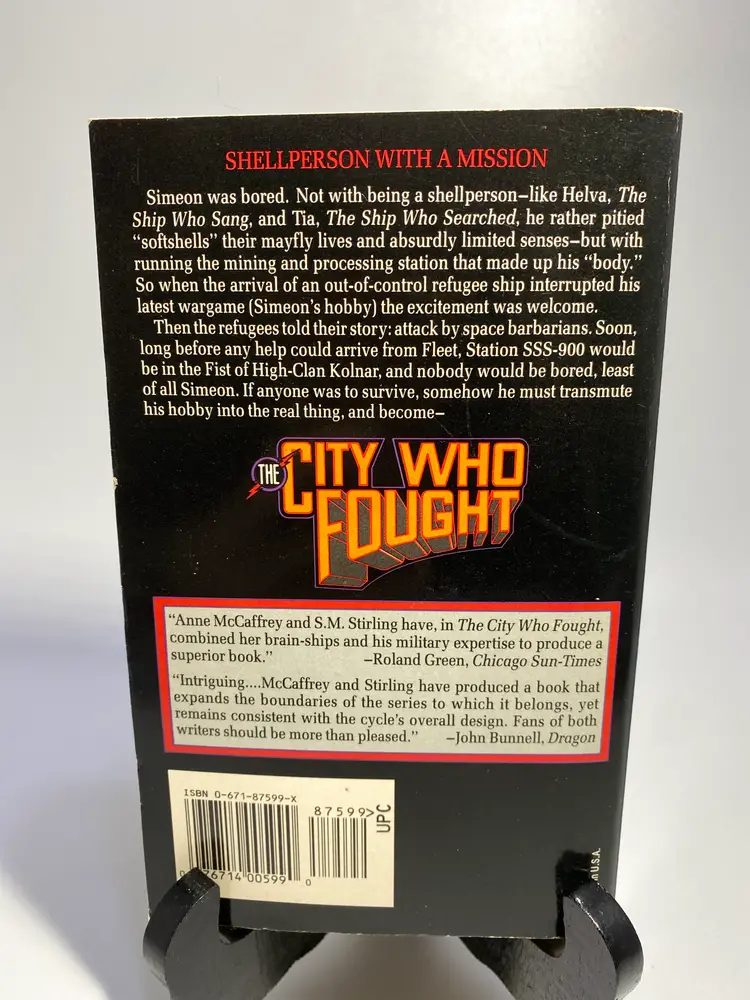 SHELLPERSON WITH A MISSION
Simeon was bored. Not with being a shellperson—like Helva, The
Ship Who Sang, and Tia, The Ship Who Searched, he rather pitied
"softshells" their mayfly lives and absurdly limited senses—but with
running the mining and processing station that made up his "body."
So when the arrival of an out-of-control refugee ship interrupted his
latest wargame (Simeon's hobby) the excitement was welcome.
Then the refugees told their story: attack by space barbarians. Soon,
long before any help could arrive from Fleet, Station SSS-900 would
be in the Fist of High-Clan Kolnar, and nobody would be bored, least
of all Simeon. If anyone was to survive, somehow he must transmute
his hobby into the real thing, and become—
THE CITY WHO
FOUGHT
"Anne McCaffrey and S.M. Stirling have, in The City Who Fought,
combined her brain-ships and his military expertise to produce a
superior book." —Roland Green, Chicago Sun-Times
"Intriguing....McCaffrey and Stirling have produced a book that
expands the boundaries of the series to which it belongs, yet
remains consistent with the cycle's overall design. Fans of both
writers should be more than pleased." —John Bunnell, Dragon
ISBN 0-671-87599-X
87599>
UPC
76714 00599
0
U.S.A.